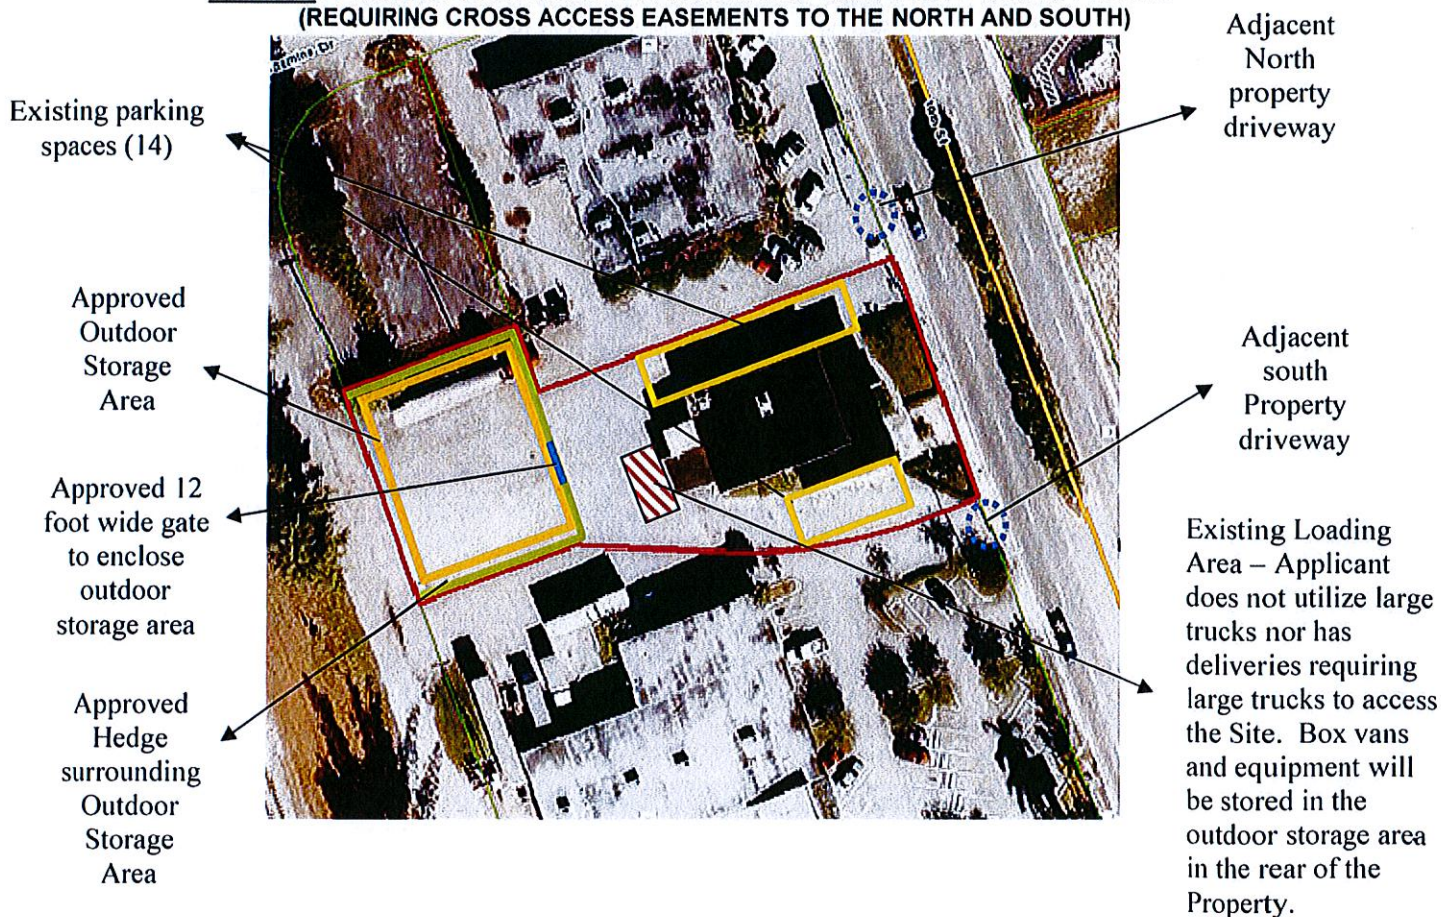 (REQUIRING CROSS ACCESS EASEMENTS TO THE NORTH AND SOUTH)
Existing parking
spaces (14)
Approved
Outdoor
Storage
Area
Approved 12
foot wide gate
to enclose
outdoor
storage area
Approved
Hedge
surrounding
Outdoor
Storage
Area
Adjacent
North
property
driveway
Adjacent
south
Property
driveway
Existing Loading
Area – Applicant
does not utilize large
trucks nor has
deliveries requiring
large trucks to access
the Site. Box vans
and equipment will
be stored in the
outdoor storage area
in the rear of the
Property.